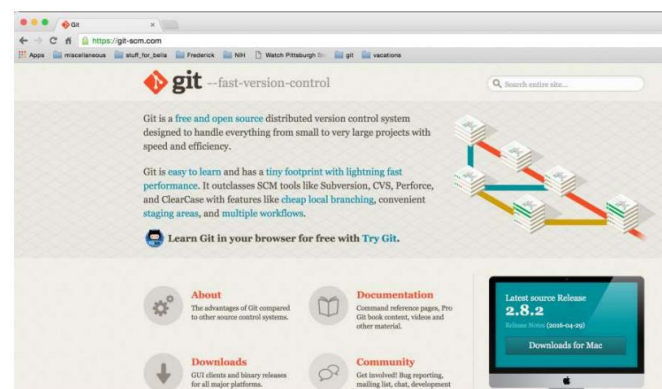 Git
https://git-scm.com
Apps miscellaneous stuff_for_bella Frederick NIH Watch Pittsburgh git vacations
git --fast-version-control
Search entire site...
Git is a free and open source distributed version control system
designed to handle everything from small to very large projects with
speed and efficiency.
Git is easy to learn and has a tiny footprint with lightning fast
performance. It outclasses SCM tools like Subversion, CVS, Perforce,
and ClearCase with features like cheap local branching, convenient
staging areas, and multiple workflows.
Learn Git in your browser for free with Try Git.
About
The advantages of Git compared
to other source control systems.
Documentation
Command reference pages, Pro
Git book content, videos and
other material.
Latest source Release
2.8.2
Release Notes (2016-04-29)
Downloads for Mac
Downloads
GUI clients and binary releases
for all major platforms.
Community
Get involved! Bug reporting,
mailing list, chat, development